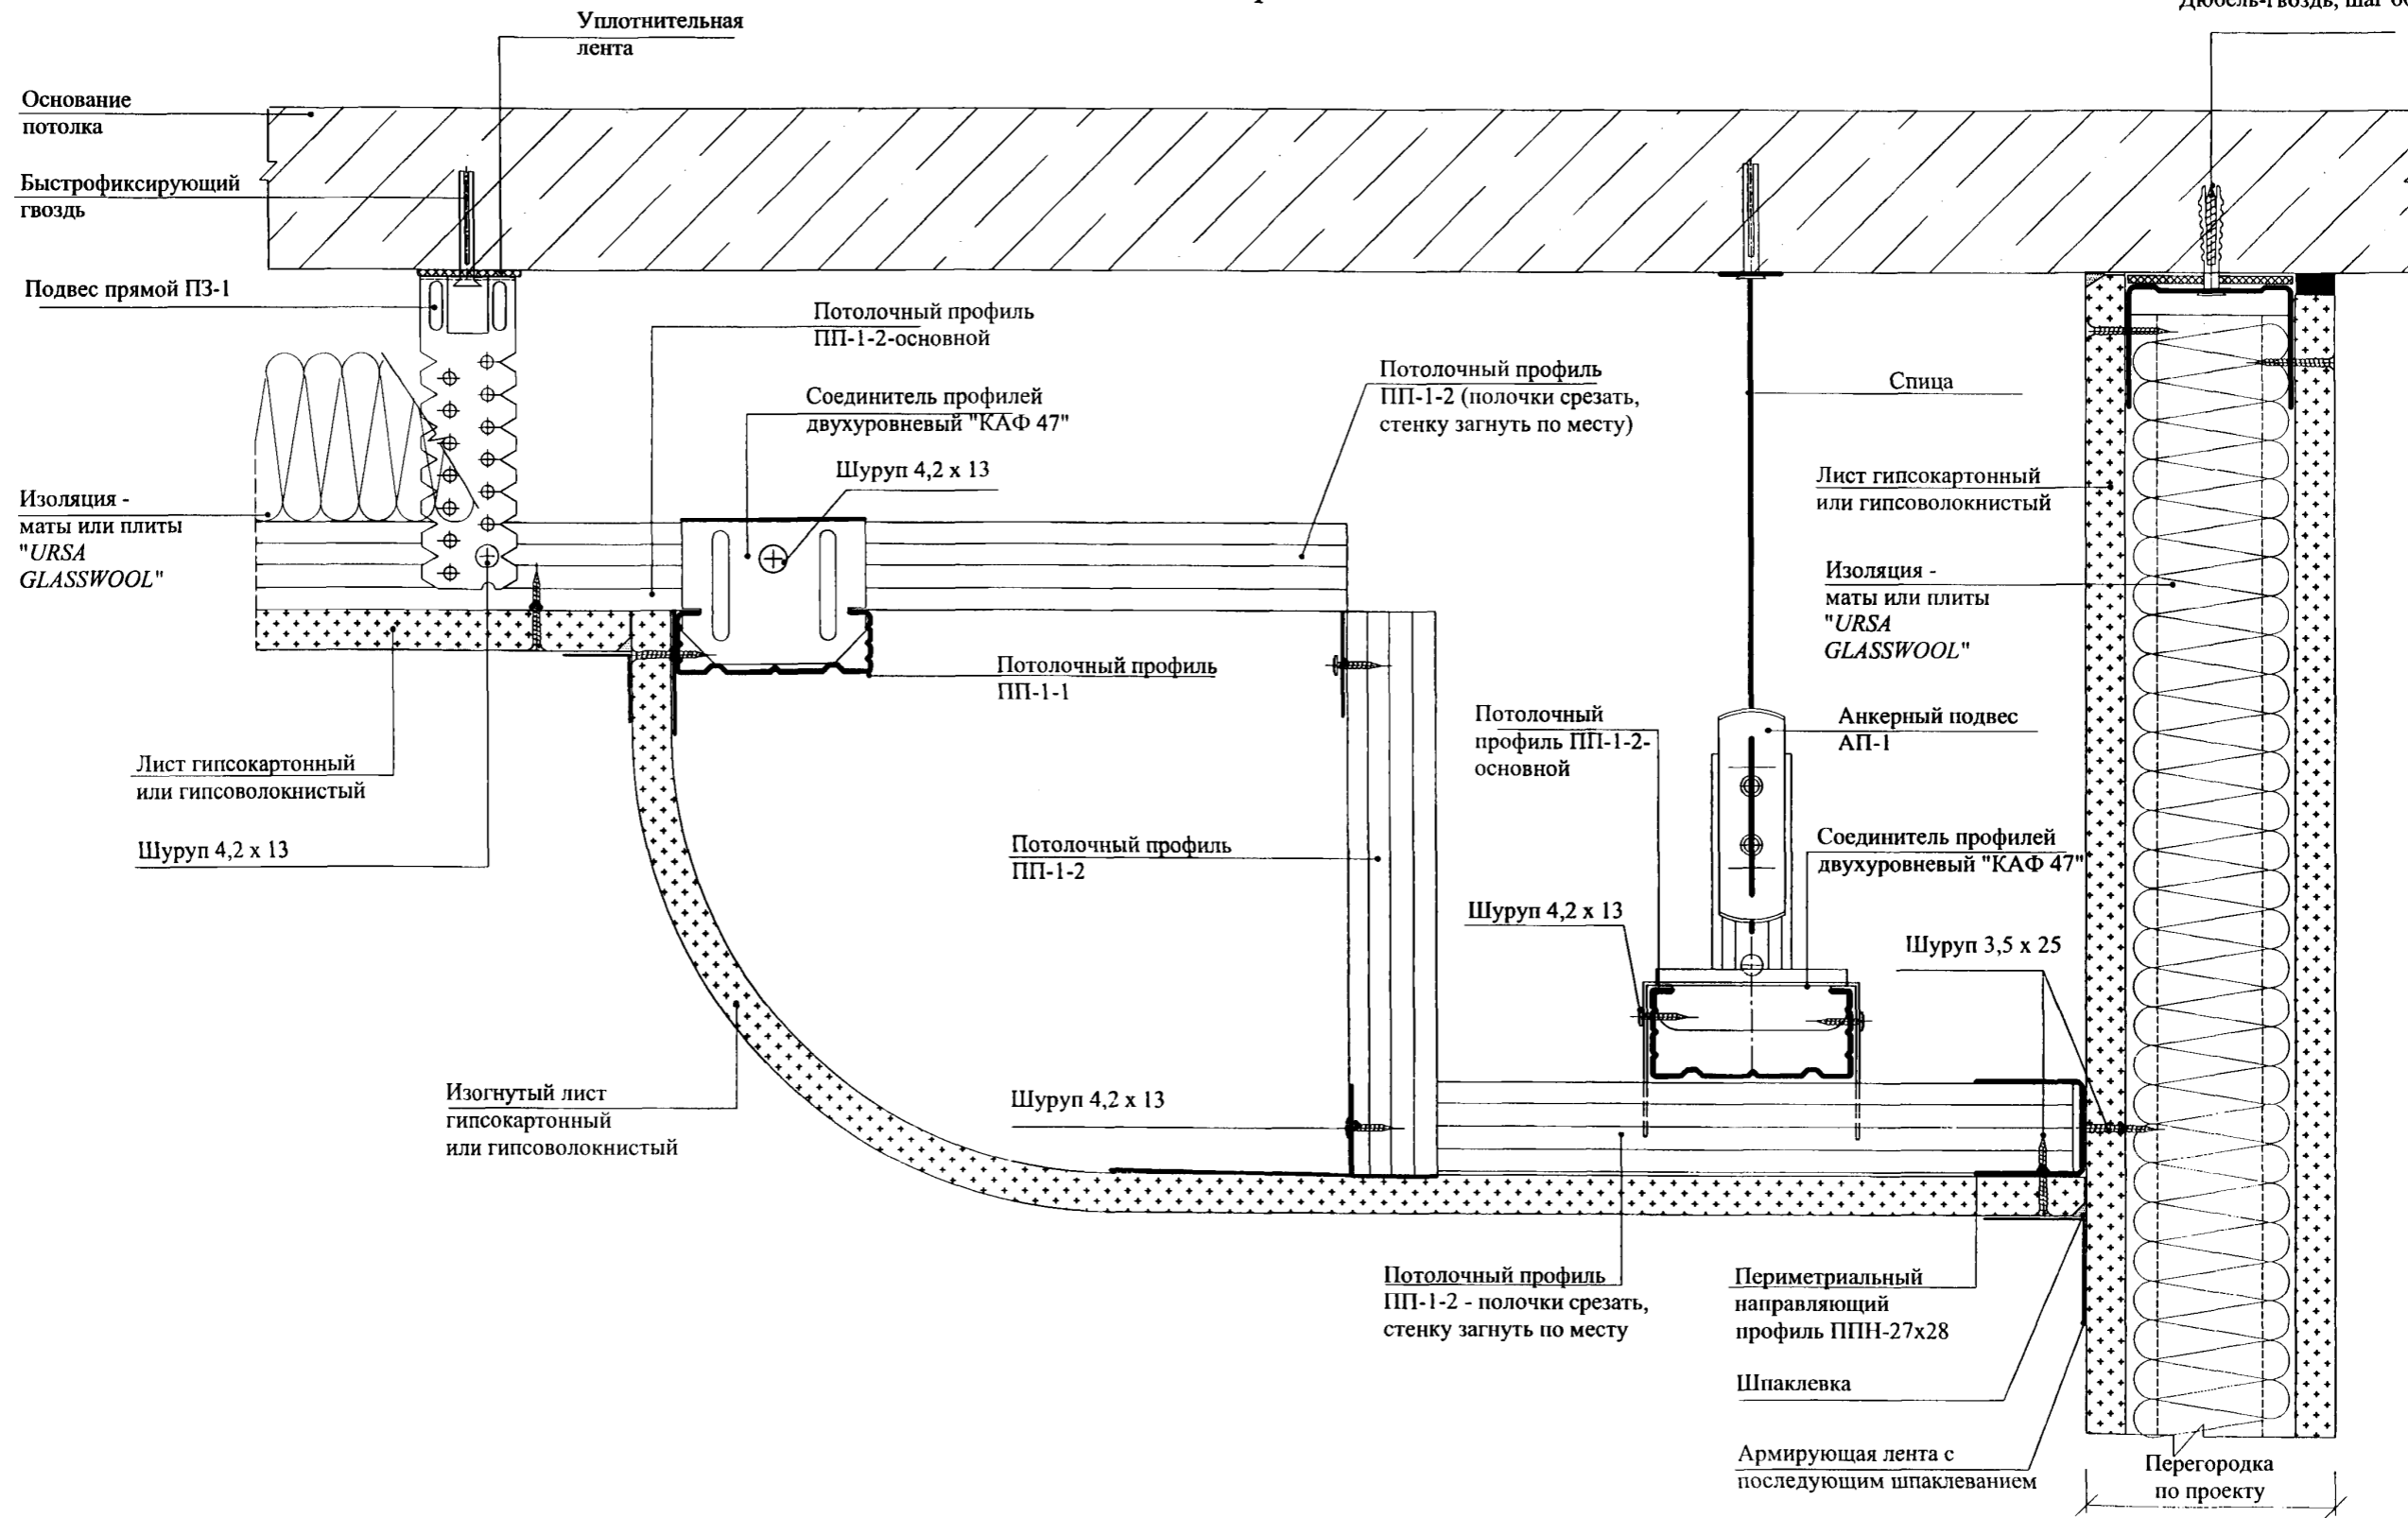 Уплотнительная
лента
Дюбель-гвоздь, шаг
Основание
потолка
Быстрофиксирующий
гвоздь
Подвес прямой ПЗ-1
Потолочный профиль
ПП-1-2-основной
Соединитель профилей
двухуровневый "КАФ 47"
Шуруп 4,2 х 13
Потолочный профиль
ПП-1-2 (полочки срезать,
стенку загнуть по месту)
Спица
Лист гипсокартонный
или гипсоволокнистый
Изоляция -
маты или плиты
"URSA
GLASSWOOL"
Изоляция -
маты или плиты
"URSA
GLASSWOOL"
Потолочный профиль
ПП-1-1
Потолочный
профиль ПП-1-2-
основной
Анкерный подвес
АП-1
Лист гипсокартонный
или гипсоволокнистый
Шуруп 4,2 х 13
Потолочный профиль
ПП-1-2
Соединитель профилей
двухуровневый "КАФ 47"
Шуруп 4,2 х 13
Шуруп 3,5 х 25
Изогнутый лист
гипсокартонный
или гипсоволокнистый
Шуруп 4,2 х 13
Потолочный профиль
ПП-1-2 - полочки срезать,
стенку загнуть по месту
Периметриальный
направляющий
профиль ППН-27х28
Шпаклевка
Армирующая лента с
последующим шпаклеванием
Перегородка
по проекту